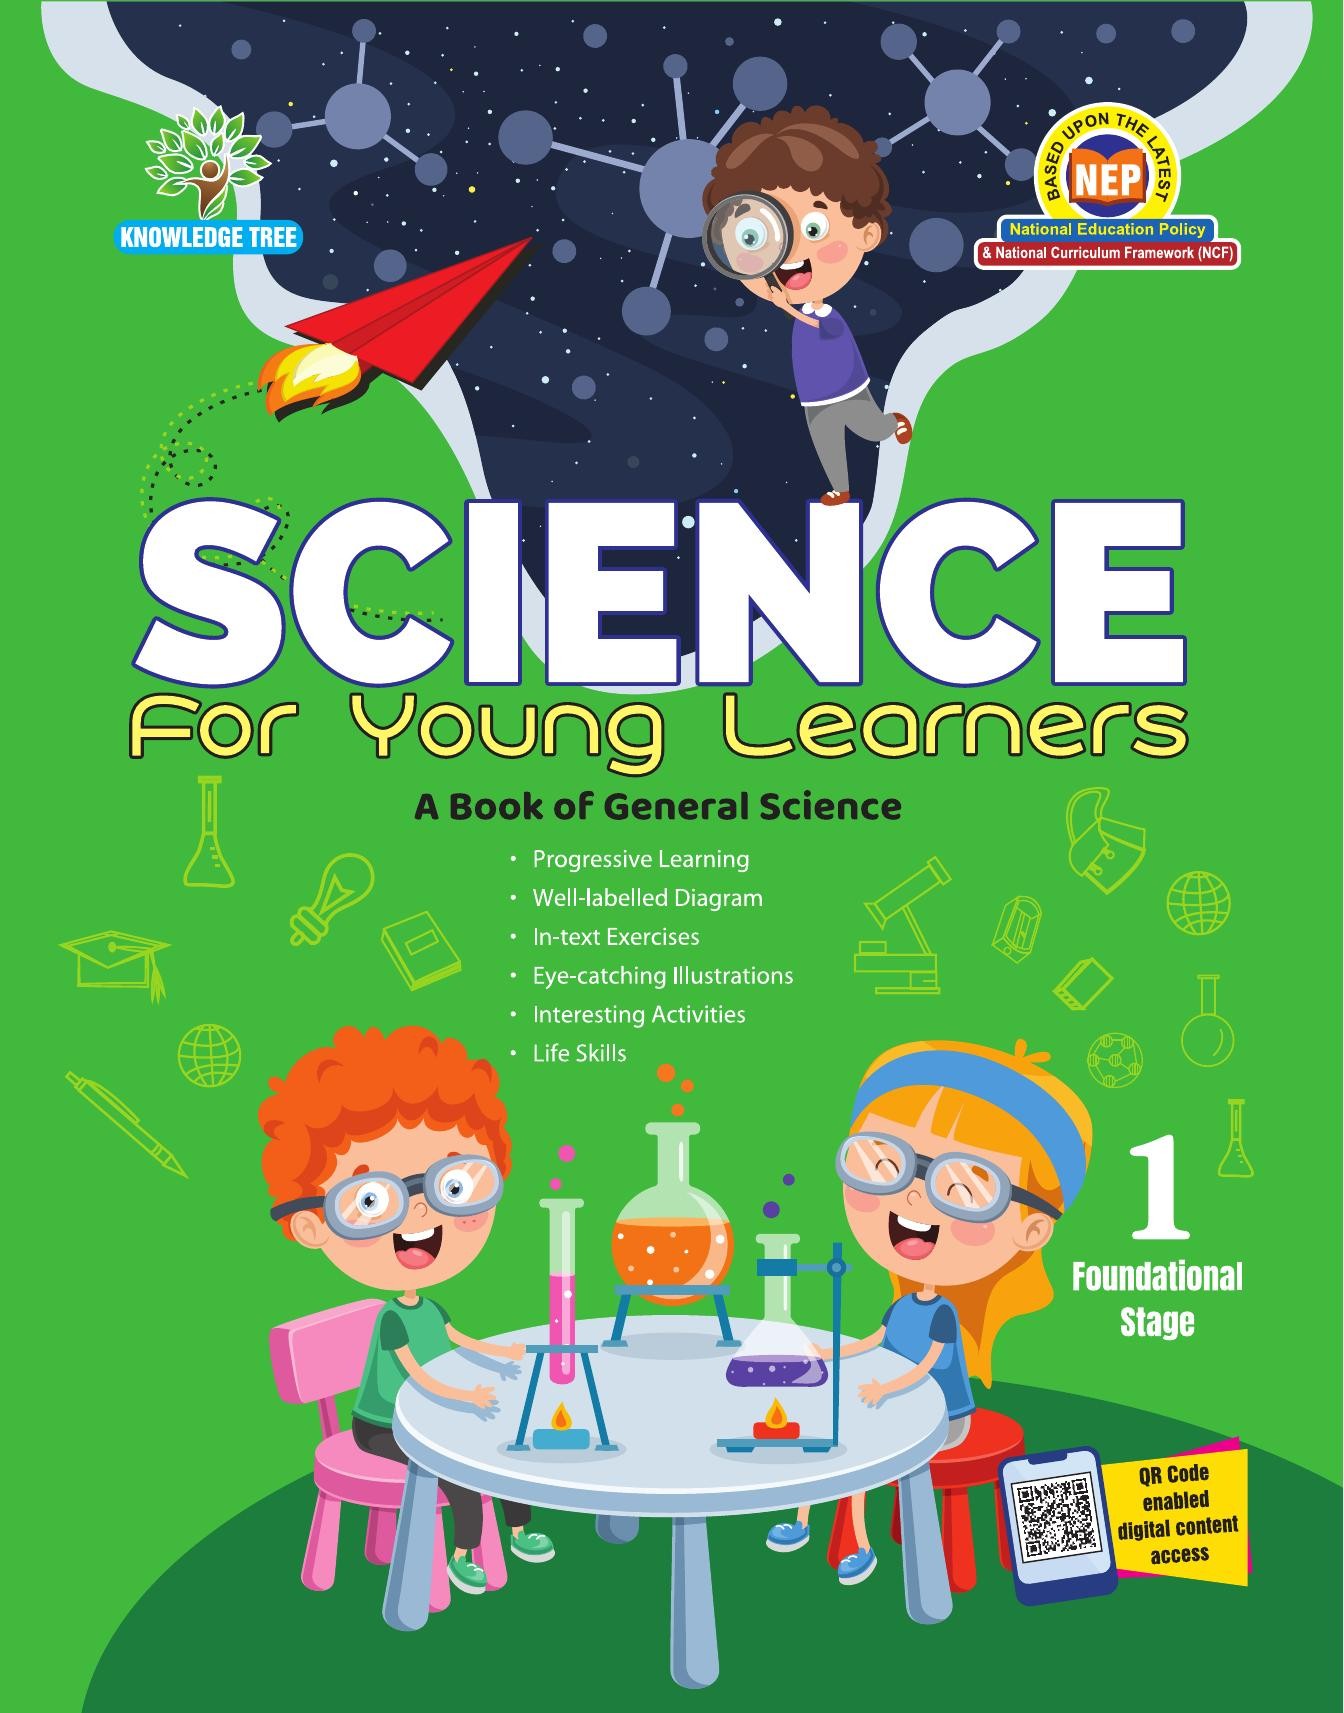 KNOWLEDGE TREE
BASED UPON THE LATEST
NEP
National Education Policy
& National Curriculum Framework (NCF)
SCIENCE
For Young Learners
A Book of General Science
• Progressive Learning
• Well-labelled Diagram
• In-text Exercises
• Eye-catching Illustrations
• Interesting Activities
• Life Skills
1
Foundational
Stage
QR Code
enabled
digital content
access